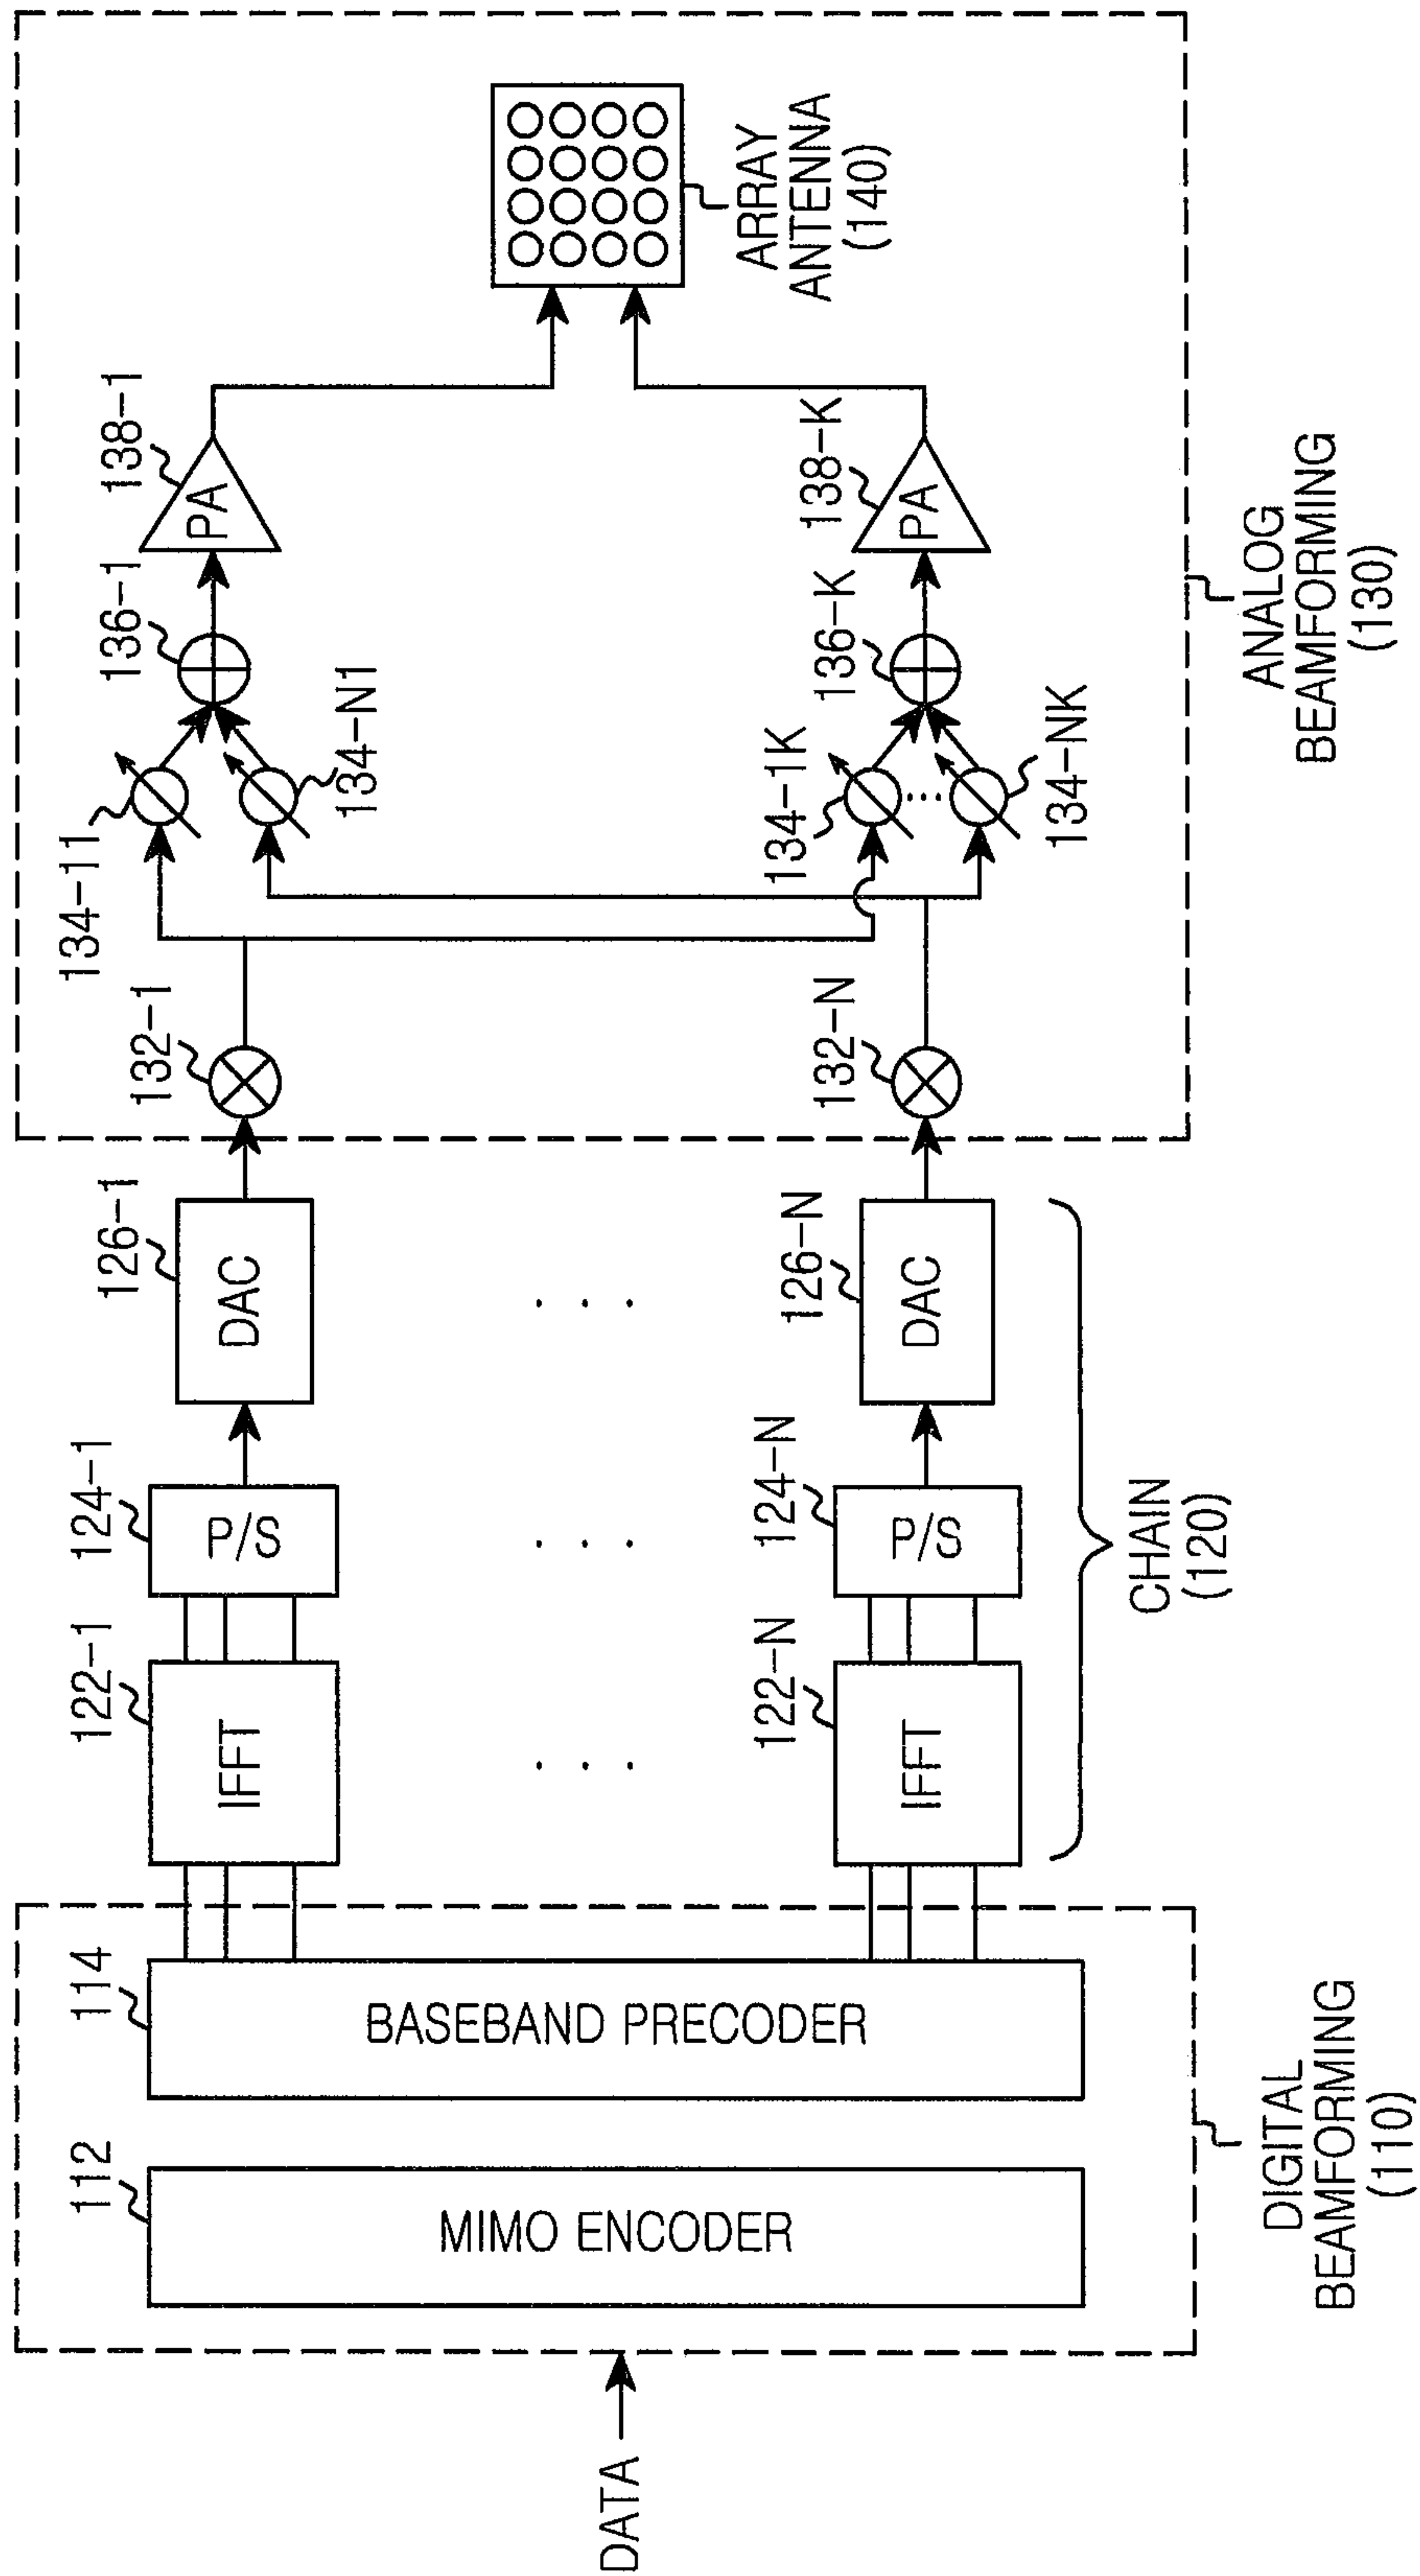 DATA
112
MIMO ENCODER
114
BASEBAND PRECODER
DIGITAL
BEAMFORMING
(110)
122-1
IFFT
124-1
P/S
126-1
DAC
. . .
. . .
. . .
122-N
IFFT
124-N
P/S
126-N
DAC
CHAIN
(120)
132-1
134-11
134-N1
136-1
138-1
PA
132-N
134-1K
...
134-NK
136-K
138-K
PA
ARRAY
ANTENNA
(140)
ANALOG
BEAMFORMING
(130)